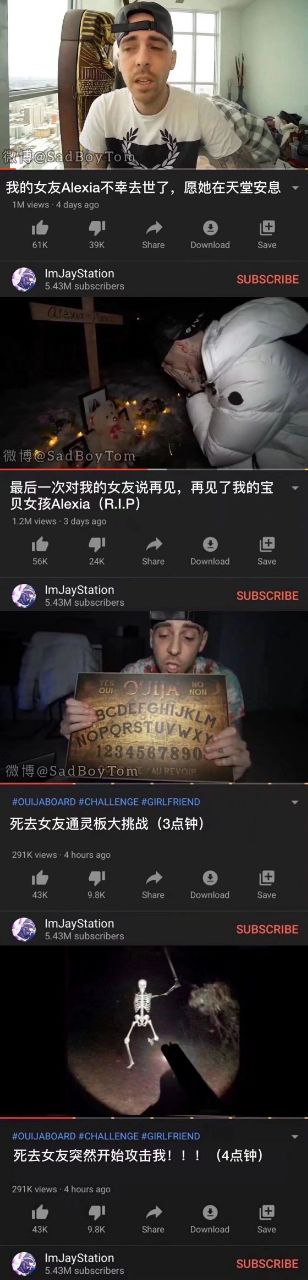 微博@SadBoyTom
我的女友Alexia不幸去世了，愿她在天堂安息
1M views · 4 days ago
61K
39K
Share
Download
Save
ImJayStation
5.43M subscribers
SUBSCRIBE
微博@SadBoyTom
最后一次对我的女友说再见，再见了我的宝
贝女孩Alexia（R.I.P）
1.2M views · 3 days ago
56K
24K
Share
Download
Save
ImJayStation
5.43M subscribers
SUBSCRIBE
YES
OUI
OUIJA
NO
NON
ABCDEFGHIJKLM
NOPQRSTUVWXY
1234567890
AU REVOIR
微博@SadBoyTom
#OUIJABOARD #CHALLENGE #GIRLFRIEND
死去女友通灵板大挑战（3点钟）
291K views · 4 hours ago
43K
9.8K
Share
Download
Save
ImJayStation
5.43M subscribers
SUBSCRIBE
#OUIJABOARD #CHALLENGE #GIRLFRIEND
死去女友突然开始攻击我！！！（4点钟）
291K views · 4 hours ago
43K
9.8K
Share
Download
Save
ImJayStation
5.43M subscribers
SUBSCRIBE